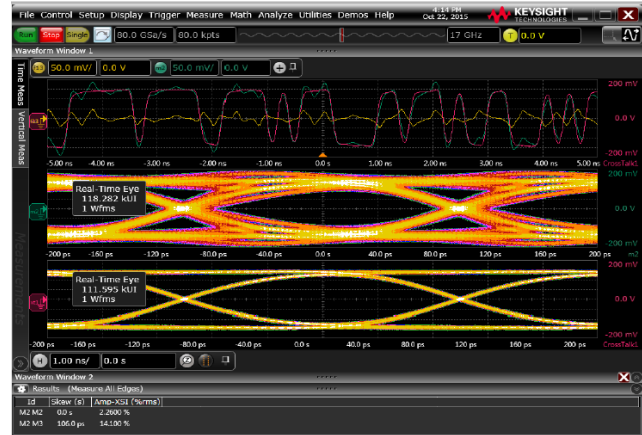 File Control Setup Display Trigger Measure Math Analyze Utilities Demos Help
4:14 PM
Oct 22, 2015
KEYSIGHT
TECHNOLOGIES
Run Stop Single 80.0 GSa/s 80.0 kpts 17 GHz T 0.0 V
Waveform Window 1
Time Meas
Vertical Meas
Measurements
50.0 mV/ 0.0 V 50.0 mV/ 0.0 V
200 mV
0.0 V
-200 mV
-5.00 ns -4.00 ns -3.00 ns -2.00 ns -1.00 ns 0.0 s 1.00 ns 2.00 ns 3.00 ns 4.00 ns 5.00 ns CrossTalk1
200 mV
Real-Time Eye
118.282 kUI
1 Wfms
0.0 V
-200 mV
-200 ps -160 ps -120 ps -80.0 ps -40.0 ps 0.0 s 40.0 ps 80.0 ps 120 ps 160 ps 200 ps m2
200 mV
Real-Time Eye
111.595 kUI
1 Wfms
0.0 V
-200 mV
-200 ps -160 ps -120 ps -80.0 ps -40.0 ps 0.0 s 40.0 ps 80.0 ps 120 ps 160 ps 200 ps CrossTalk1
H 1.00 ns/ 0.0 s
Waveform Window 2
Results (Measure All Edges)
Id Skew (s) Amp-XSI (%rms)
M2 M2 0.0 s 2.2600 %
M2 M3 106.0 ps 14.100 %